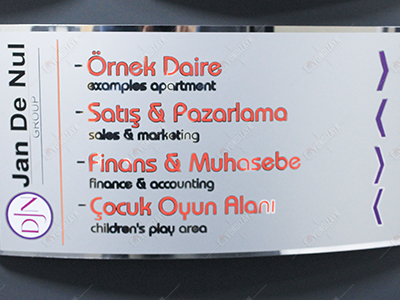 Jan De Nul
GROUP
JDN
- Örnek Daire
examples apartment
- Satış & Pazarlama
sales & marketing
- Finans & Muhasebe
finance & accounting
- Çocuk Oyun Alanı
children's play area